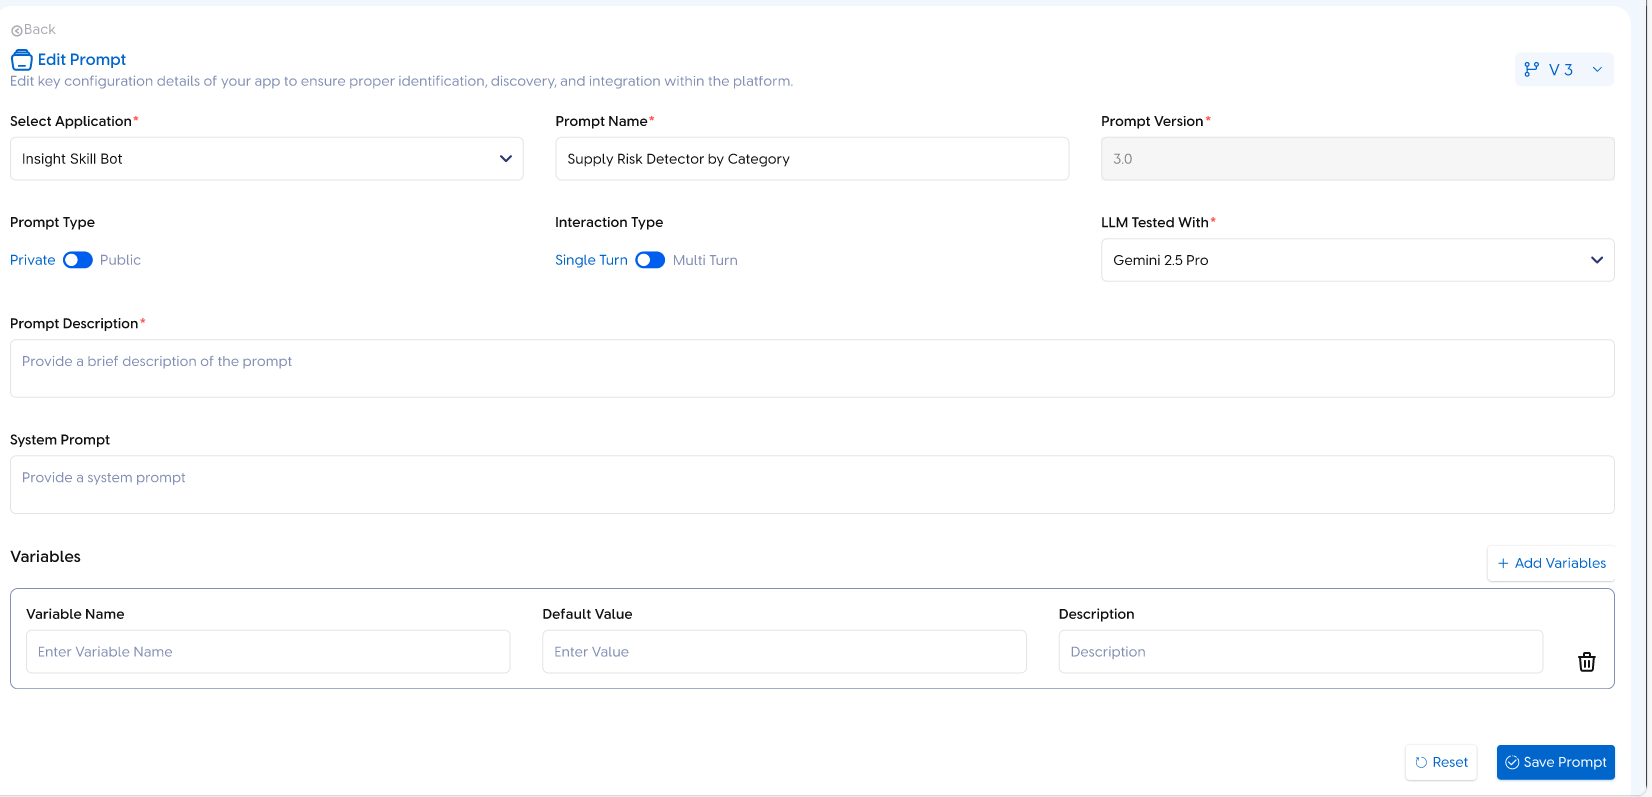 Back
Edit Prompt
Edit key configuration details of your app to ensure proper identification, discovery, and integration within the platform.
V 3
Select Application*
Prompt Name*
Prompt Version*
Insight Skill Bot
Supply Risk Detector by Category
3.0
Prompt Type
Interaction Type
LLM Tested With*
Private Public
Single Turn Multi Turn
Gemini 2.5 Pro
Prompt Description*
Provide a brief description of the prompt
System Prompt
Provide a system prompt
Variables
+ Add Variables
Variable Name
Default Value
Description
Enter Variable Name
Enter Value
Description
Reset
Save Prompt